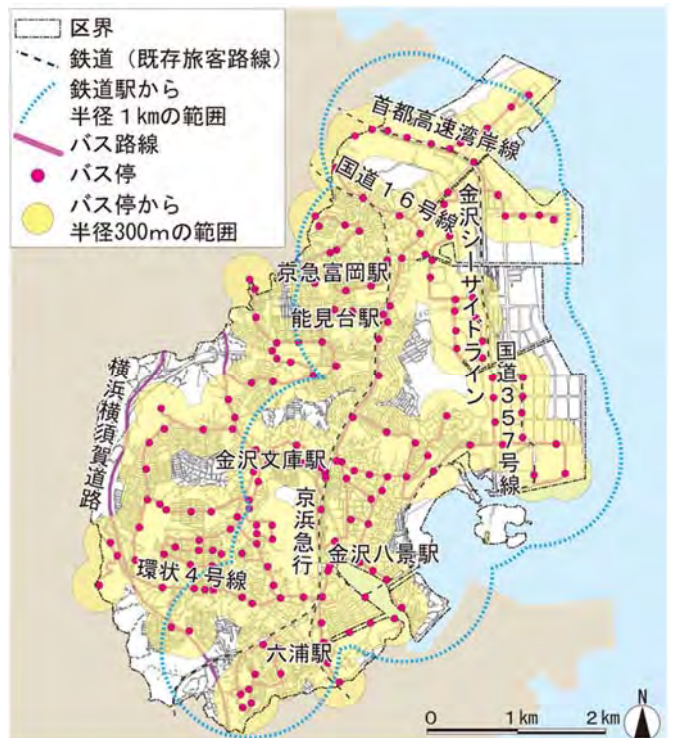 区界
鉄道（既存旅客路線）
鉄道駅から
半径１kmの範囲
バス路線
バス停
バス停から
半径300mの範囲
首都高速湾岸線
国道１６号線
金沢シーサイドライン
京急富岡駅
能見台駅
国道３５７号線
横浜横須賀道路
金沢文庫駅
京浜急行
金沢八景駅
環状４号線
六浦駅
0 1km 2km
N